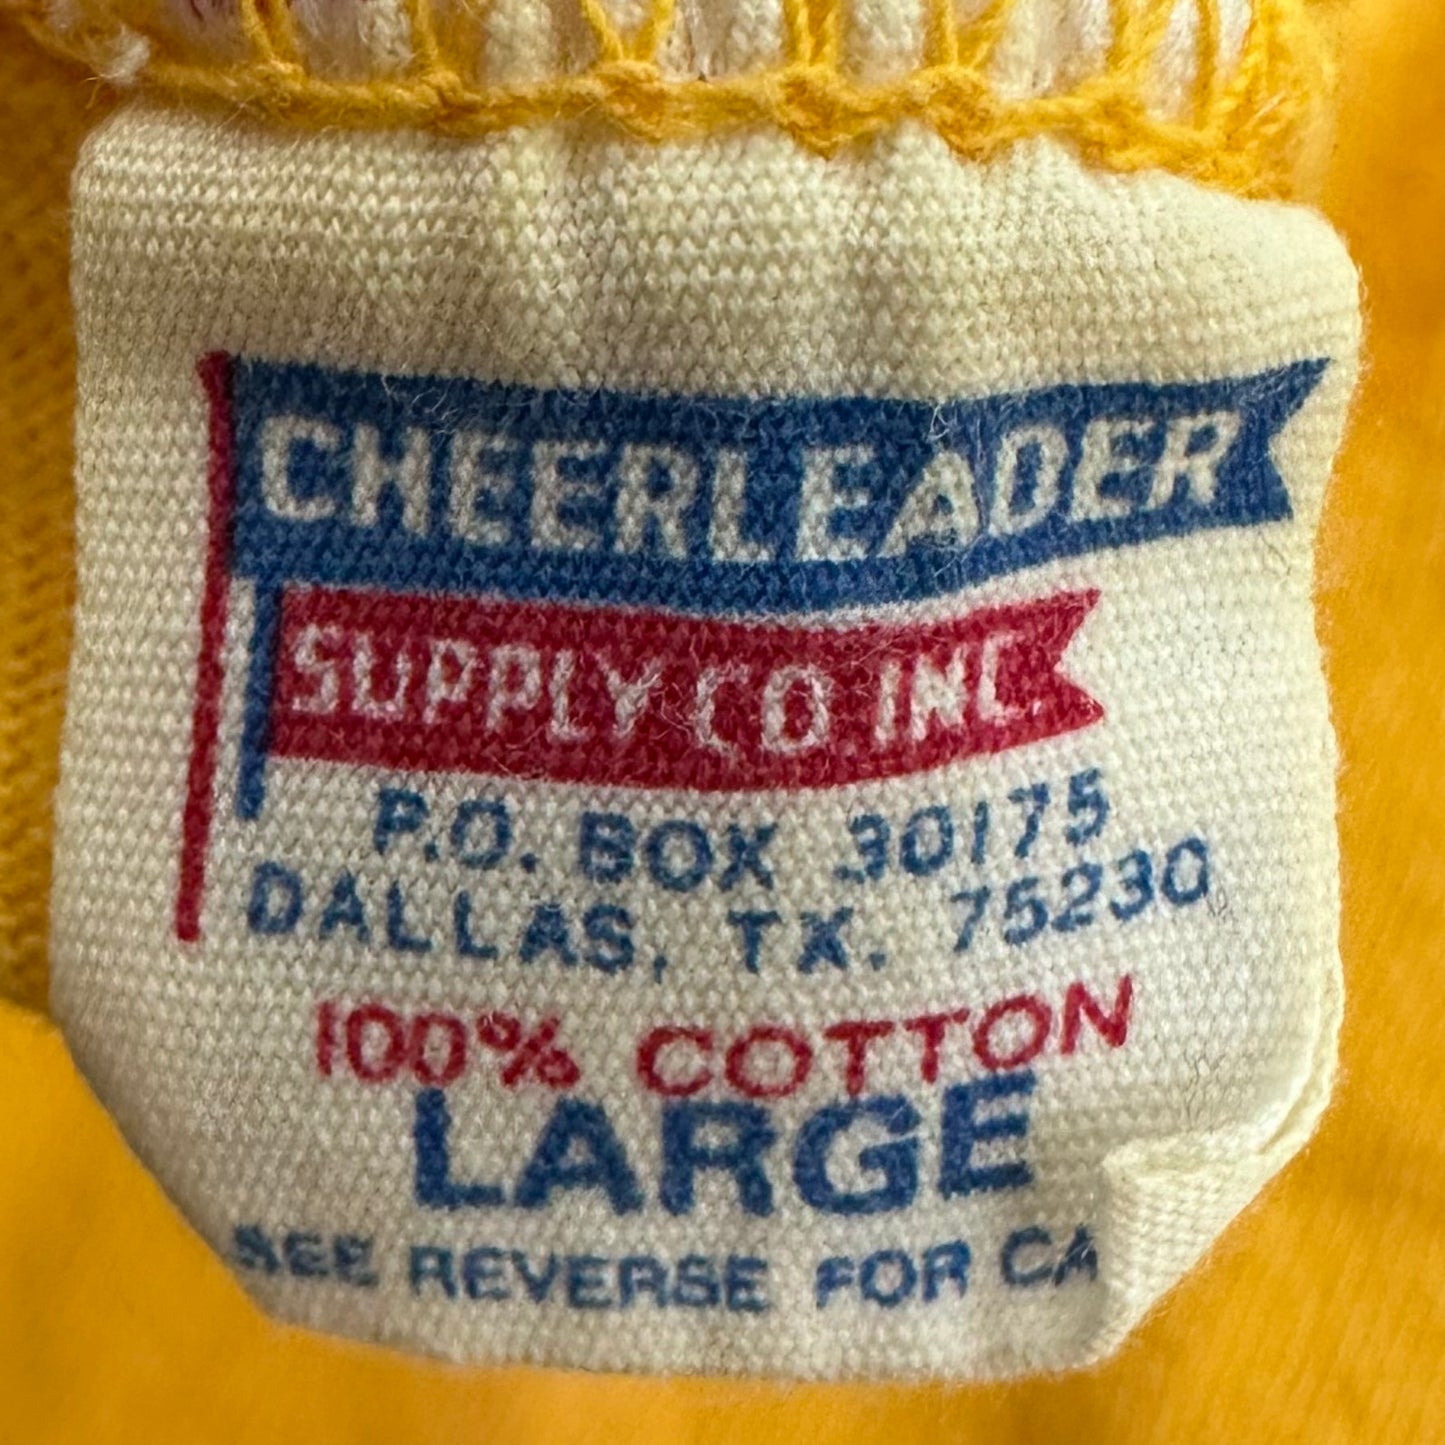 CHEERLEADER
SUPPLY CO INC.
P.O. BOX 30175
DALLAS, TX. 75230
100% COTTON
LARGE
SEE REVERSE FOR CA